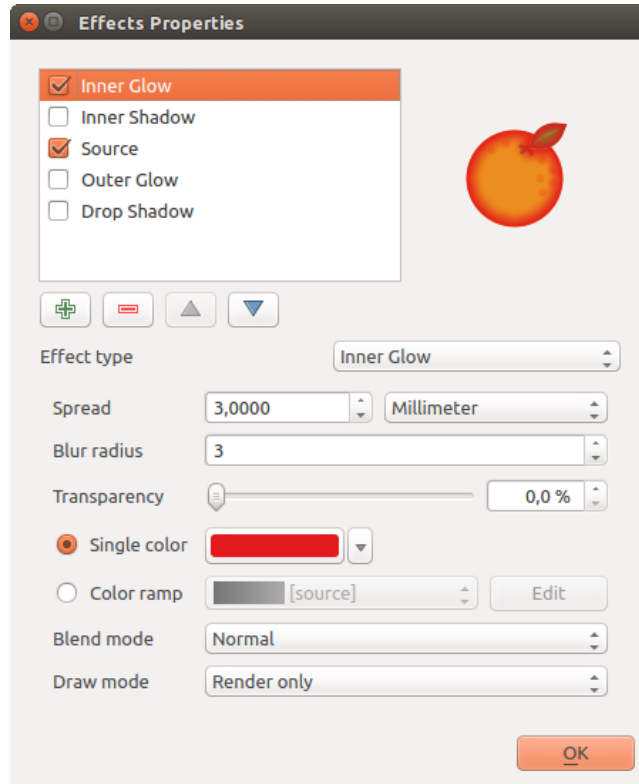 Effects Properties
Inner Glow
Inner Shadow
Source
Outer Glow
Drop Shadow
Effect type Inner Glow
Spread 3,0000 Millimeter
Blur radius 3
Transparency 0,0 %
Single color
Color ramp [source] Edit
Blend mode Normal
Draw mode Render only
OK